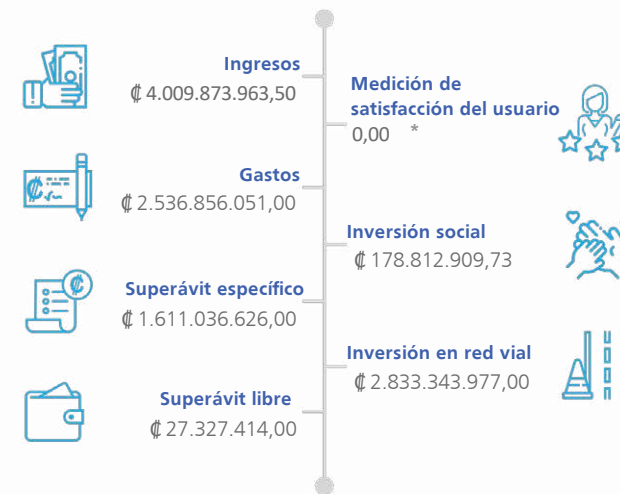 Ingresos
₡ 4.009.873.963,50
Gastos
₡ 2.536.856.051,00
Superávit específico
₡ 1.611.036.626,00
Superávit libre
₡ 27.327.414,00
Medición de
satisfacción del usuario
0,00 *
Inversión social
₡ 178.812.909,73
Inversión en red vial
₡ 2.833.343.977,00